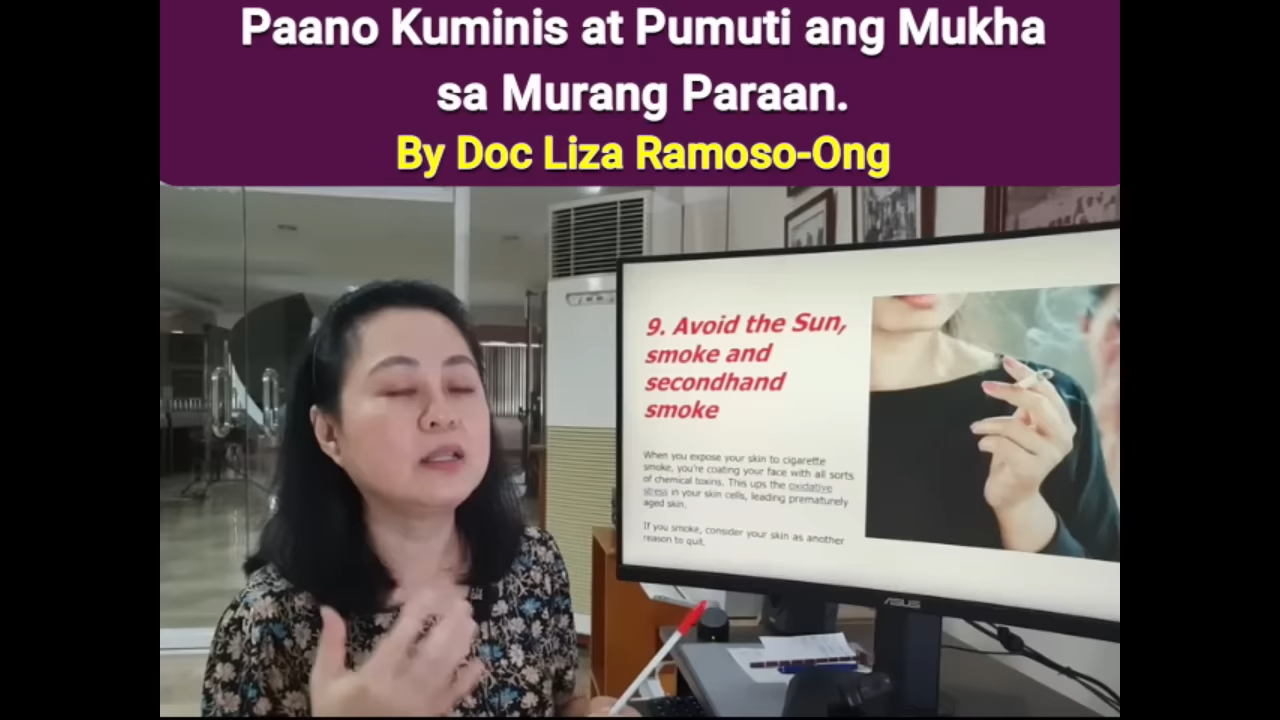 Paano Kuminis at Pumuti ang Mukha
sa Murang Paraan.
By Doc Liza Ramoso-Ong
9. Avoid the Sun,
smoke and
secondhand
smoke
When you expose your skin to cigarette
smoke, you're coating your face with all sorts
of chemical toxins. This ups the oxidative
stress in your skin cells, leading prematurely
aged skin.
If you smoke, consider your skin as another
reason to quit.
ASUS